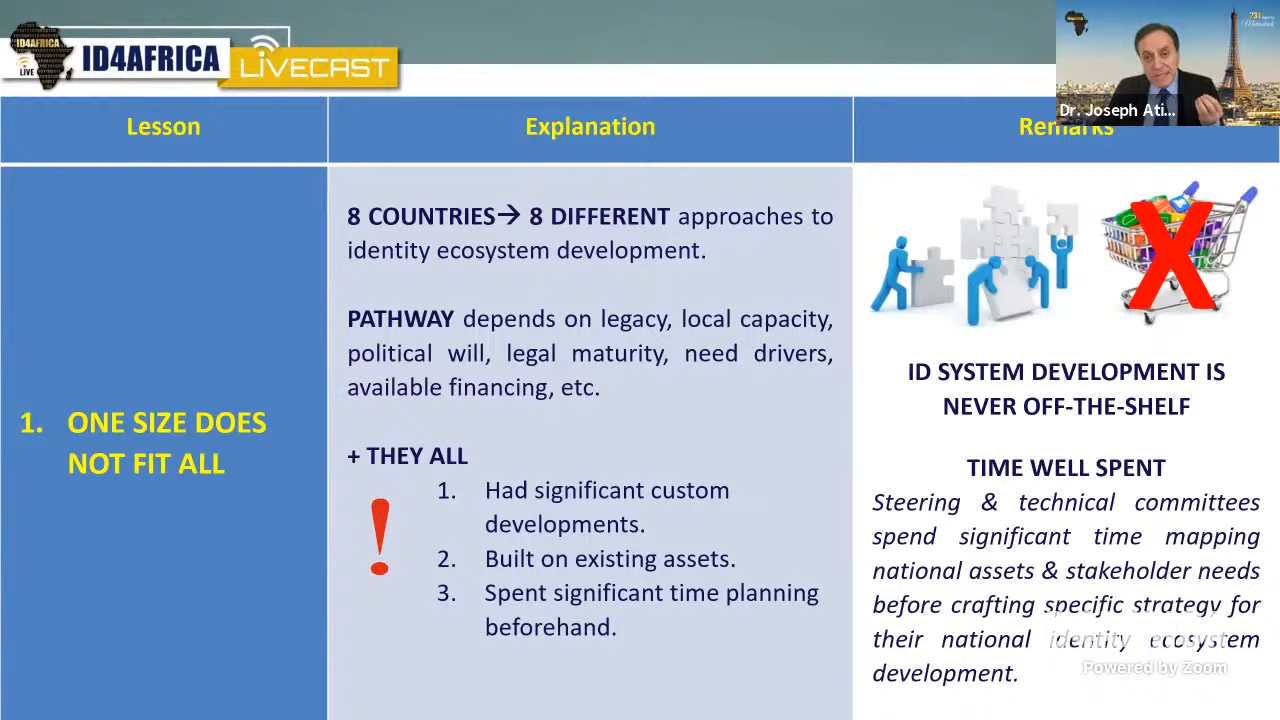 ID4AFRICA
LIVE
ID4AFRICA
LIVECAST
Dr. Joseph Ati...
Lesson
Explanation
Remarks
1. ONE SIZE DOES
NOT FIT ALL
8 COUNTRIES→ 8 DIFFERENT approaches to
identity ecosystem development.
PATHWAY depends on legacy, local capacity,
political will, legal maturity, need drivers,
available financing, etc.
+ THEY ALL
!
1. Had significant custom
developments.
2. Built on existing assets.
3. Spent significant time planning
beforehand.
X
ID SYSTEM DEVELOPMENT IS
NEVER OFF-THE-SHELF
TIME WELL SPENT
Steering & technical committees
spend significant time mapping
national assets & stakeholder needs
before crafting specific strategy for
their national identity ecosystem
development.
Powered by Zoom